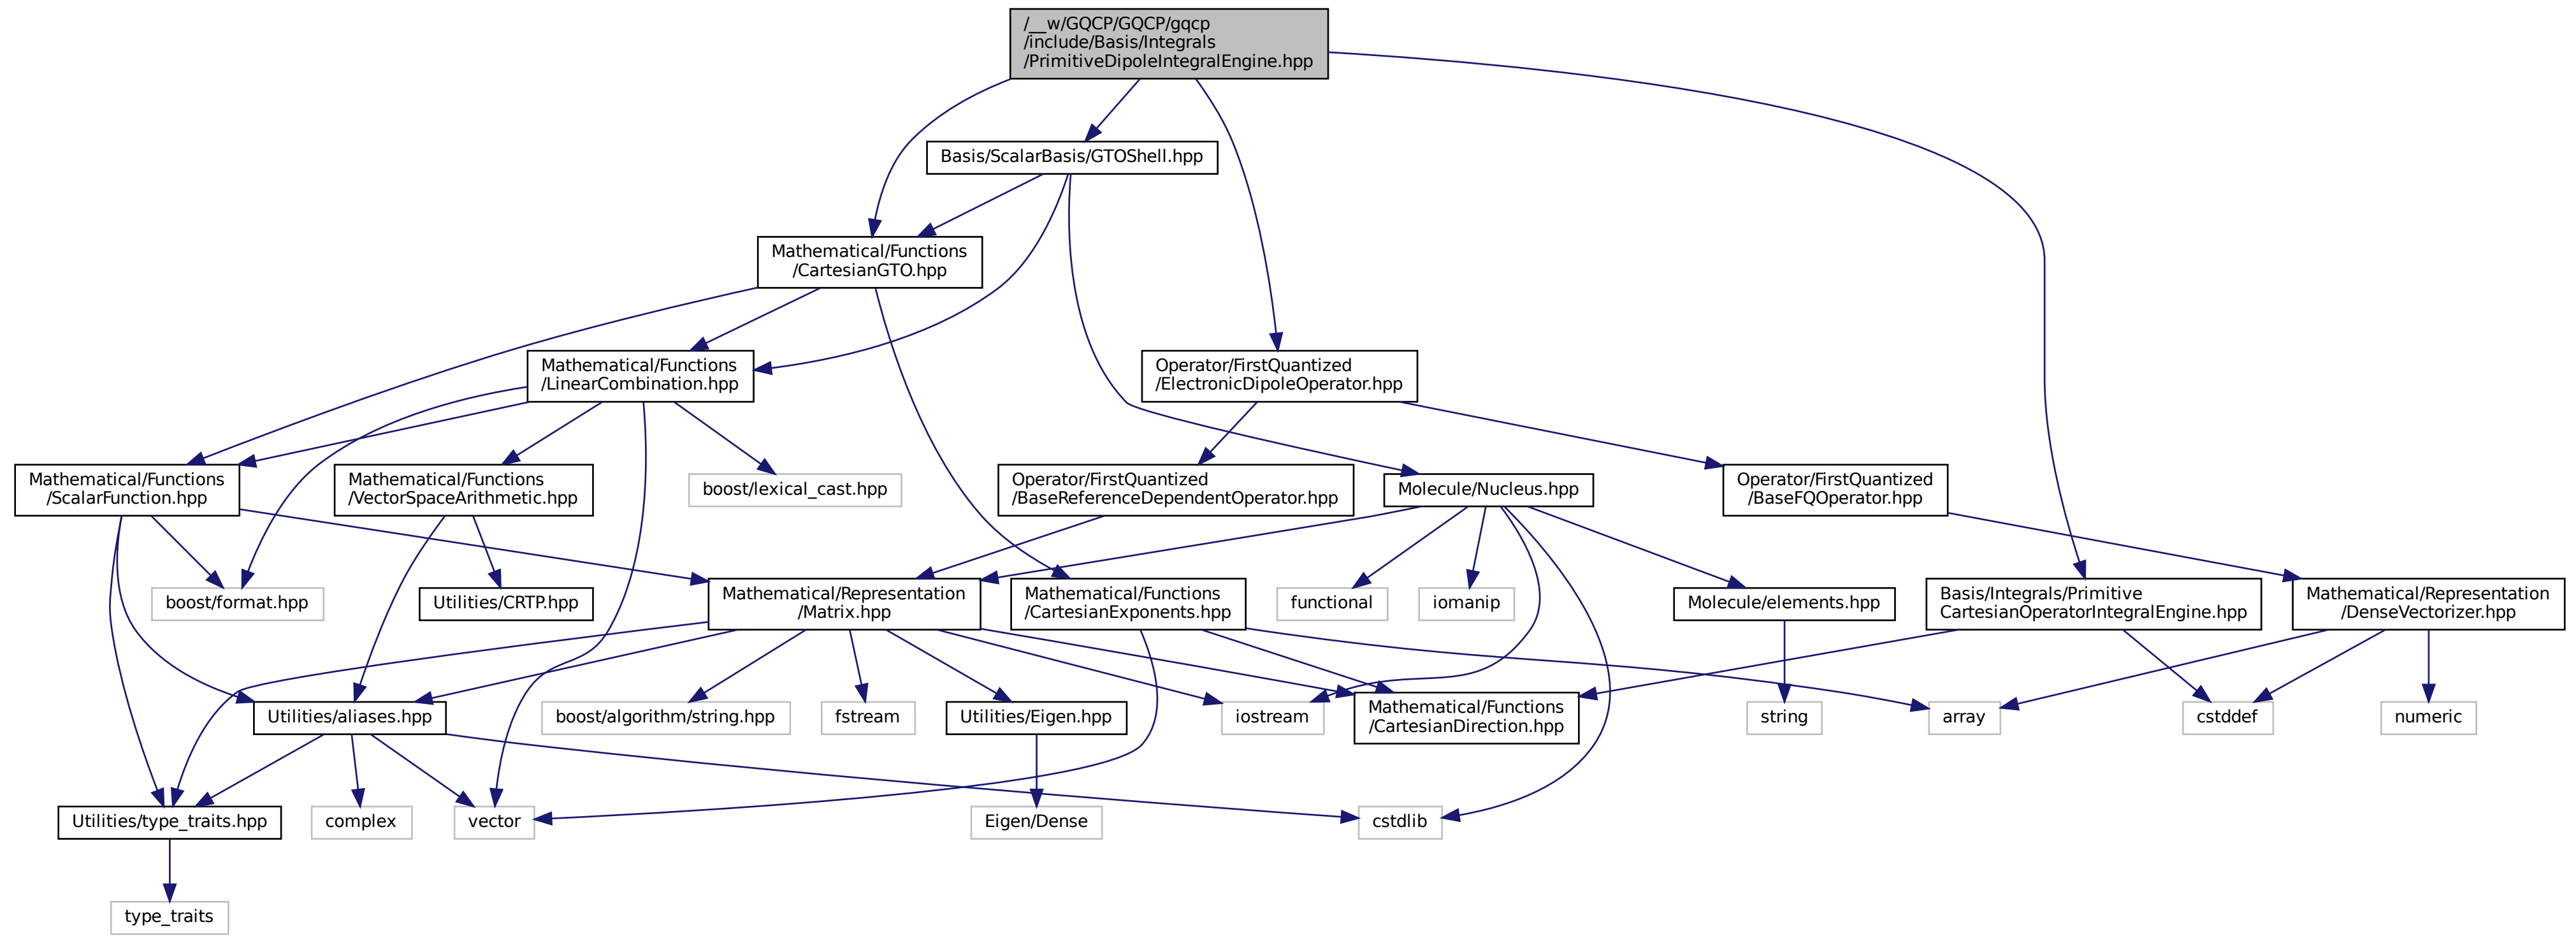 /__w/GQCP/GQCP/gqcp
/include/Basis/Integrals
/PrimitiveDipoleIntegralEngine.hpp
Basis/ScalarBasis/GTOShell.hpp
Mathematical/Functions
/CartesianGTO.hpp
Mathematical/Functions
/LinearCombination.hpp
Operator/FirstQuantized
/ElectronicDipoleOperator.hpp
Mathematical/Functions
/ScalarFunction.hpp
Mathematical/Functions
/VectorSpaceArithmetic.hpp
boost/lexical_cast.hpp
Operator/FirstQuantized
/BaseReferenceDependentOperator.hpp
Molecule/Nucleus.hpp
Operator/FirstQuantized
/BaseFQOperator.hpp
boost/format.hpp
Utilities/CRTP.hpp
Mathematical/Representation
/Matrix.hpp
Mathematical/Functions
/CartesianExponents.hpp
functional
iomanip
Molecule/elements.hpp
Basis/Integrals/Primitive
CartesianOperatorIntegralEngine.hpp
Mathematical/Representation
/DenseVectorizer.hpp
Utilities/aliases.hpp
boost/algorithm/string.hpp
fstream
Utilities/Eigen.hpp
iostream
Mathematical/Functions
/CartesianDirection.hpp
string
array
cstddef
numeric
Utilities/type_traits.hpp
complex
vector
Eigen/Dense
cstdlib
type_traits